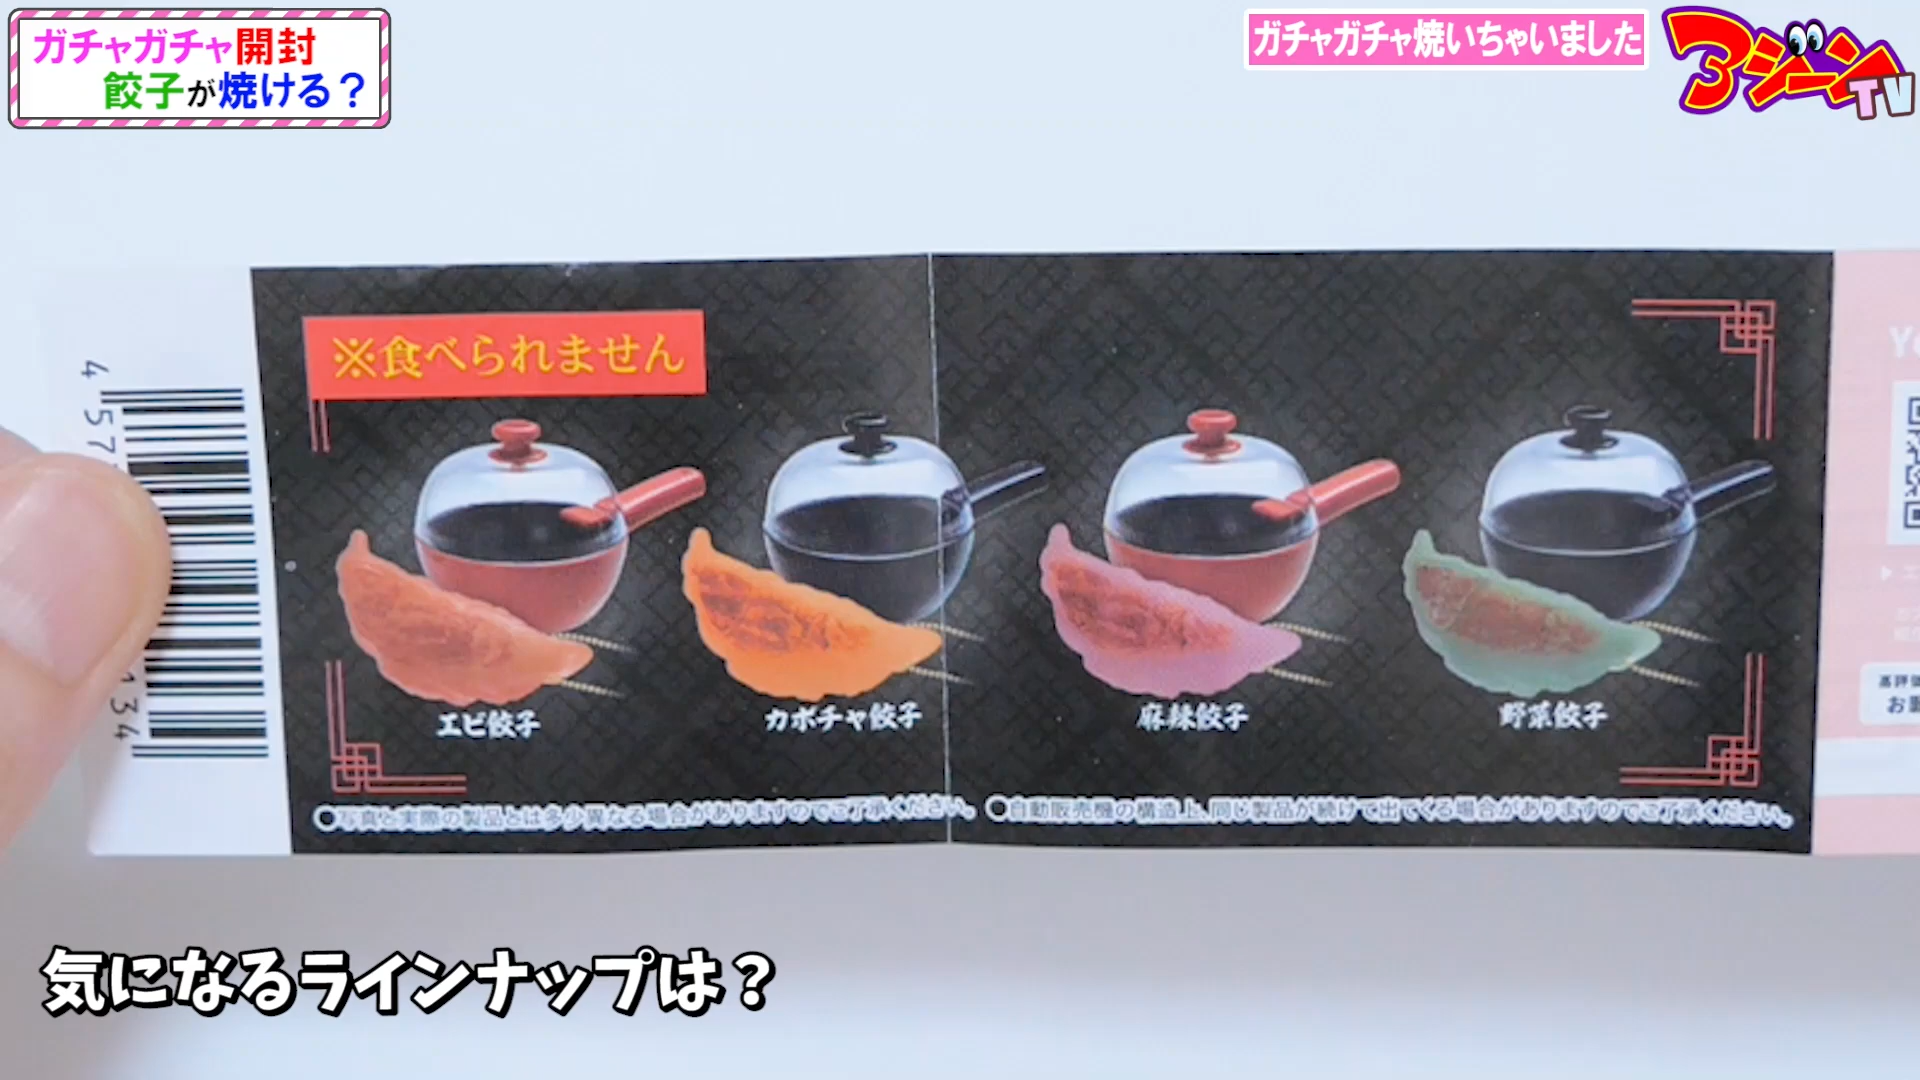 ガチャガチャ開封
餃子が焼ける？
ガチャガチャ焼いちゃいました
3ジーンTV
※食べられません
エビ餃子
カボチャ餃子
麻辣餃子
野菜餃子
●写真と実際の製品とは多少異なる場合がありますのでご了承ください。
●自動販売機の構造上、同じ製品が続けて出てくる場合がありますのでご了承ください。
高評価
気になるラインナップは？